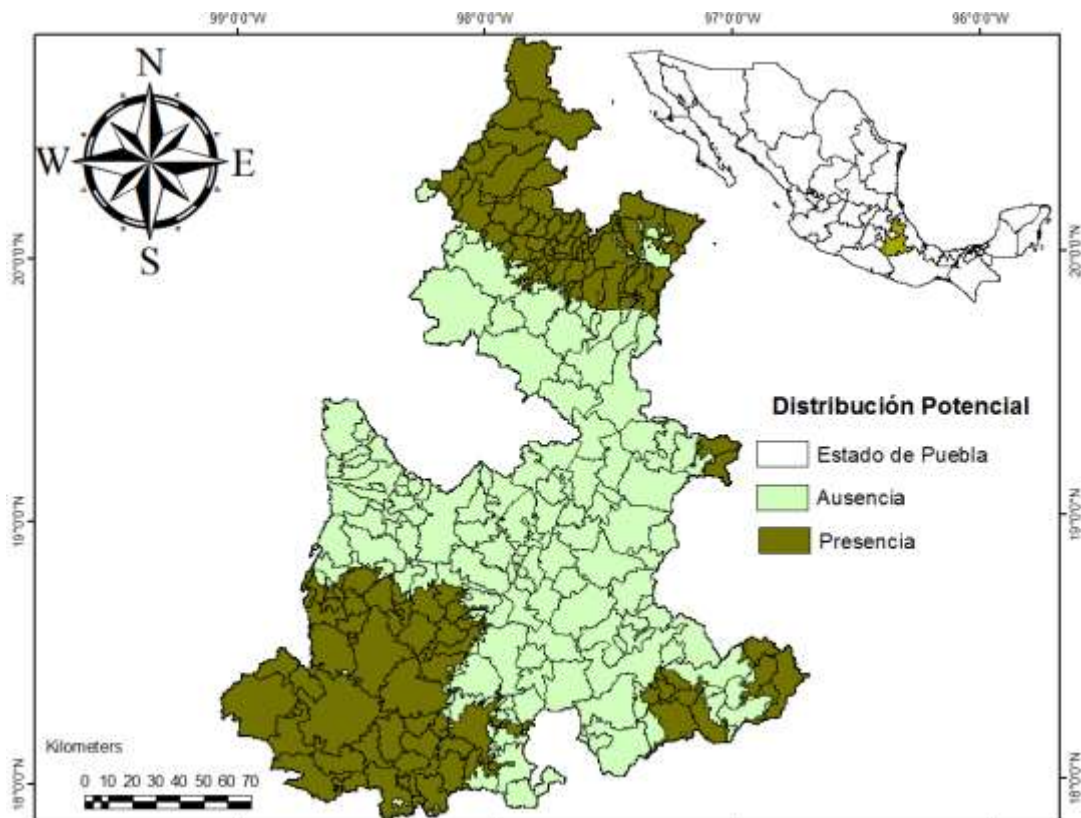 99°0'0"W 98°0'0"W 97°0'0"W 96°0'0"W
N
W E
S
20°0'0"N 20°0'0"N
Distribución Potencial
Estado de Puebla
Ausencia
Presencia
19°0'0"N 19°0'0"N
Kilometers
0 10 20 30 40 50 60 70
18°0'0"N 18°0'0"N